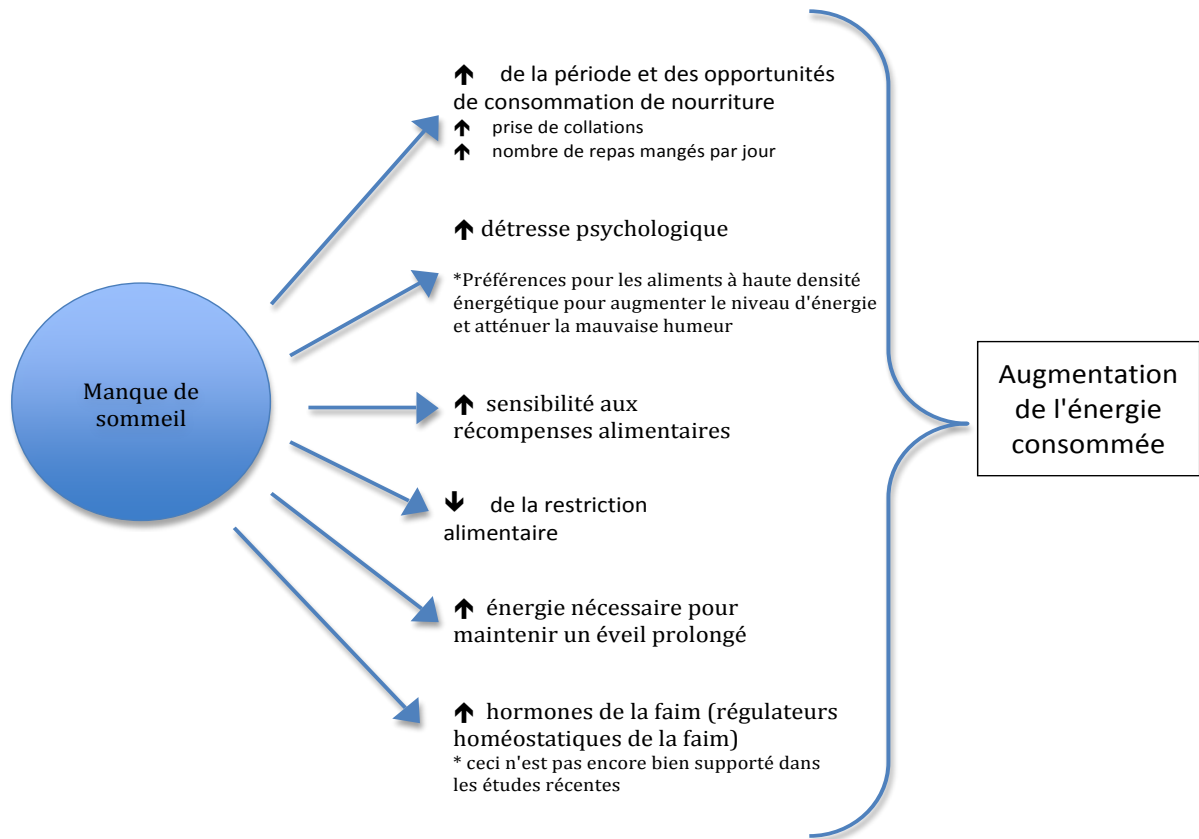 ↑ de la période et des opportunités
de consommation de nourriture
↑ prise de collations
↑ nombre de repas mangés par jour
↑ détresse psychologique
*Préférences pour les aliments à haute densité
énergétique pour augmenter le niveau d'énergie
et atténuer la mauvaise humeur
Manque de
sommeil
↑ sensibilité aux
récompenses alimentaires
↓ de la restriction
alimentaire
↑ énergie nécessaire pour
maintenir un éveil prolongé
↑ hormones de la faim (régulateurs
homéostatiques de la faim)
* ceci n'est pas encore bien supporté dans
les études récentes
Augmentation
de l'énergie
consommée